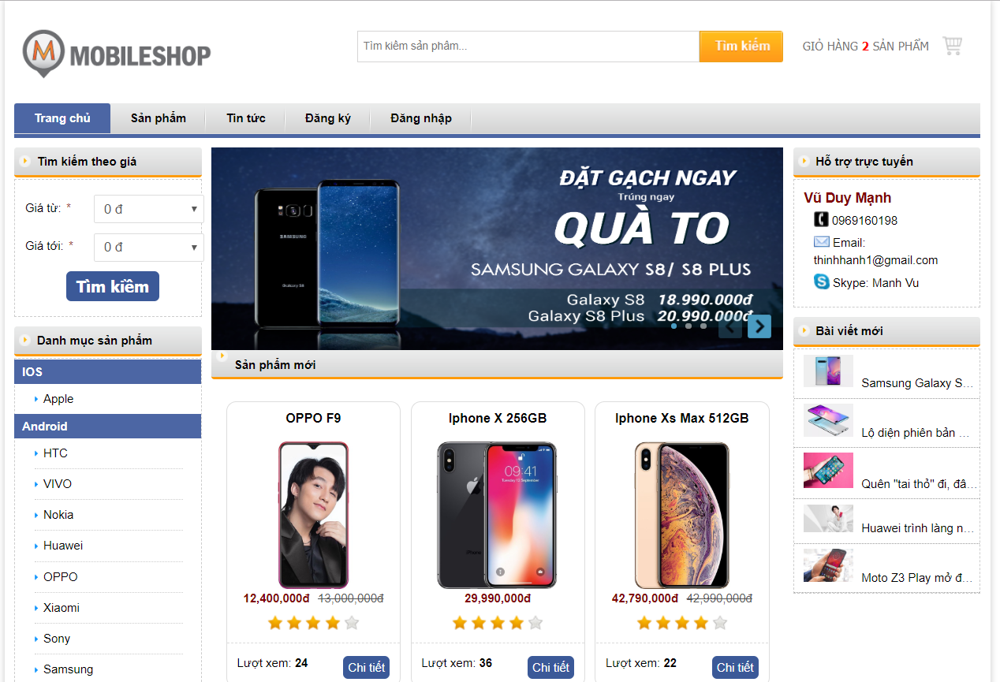 M MOBILESHOP
Tìm kiếm sản phẩm...
Tìm kiếm
GIỎ HÀNG 2 SẢN PHẨM
Trang chủ
Sản phẩm
Tin tức
Đăng ký
Đăng nhập
Tìm kiếm theo giá
Giá từ: *
0 đ
Giá tới: *
0 đ
Tìm kiềm
Danh mục sản phẩm
IOS
Apple
Android
HTC
VIVO
Nokia
Huawei
OPPO
Xiaomi
Sony
Samsung
ĐẶT GẠCH NGAY
Trúng ngay
QUÀ TO
SAMSUNG GALAXY S8/ S8 PLUS
Galaxy S8 18.990.000đ
Galaxy S8 Plus 20.990.000đ
SAMSUNG
Galaxy S8
Sản phẩm mới
OPPO F9
12,400,000đ 13,000,000đ
Lượt xem: 24
Chi tiết
Iphone X 256GB
09:41
Tuesday 12 September
iPhone
29,990,000đ
Lượt xem: 36
Chi tiết
Iphone Xs Max 512GB
42,790,000đ 42,990,000đ
Lượt xem: 22
Chi tiết
Hỗ trợ trực tuyến
Vũ Duy Mạnh
0969160198
Email:
thinhhanh1@gmail.com
Skype: Manh Vu
Bài viết mới
Samsung Galaxy S...
Lộ diện phiên bản ...
Quên "tai thỏ" đi, đâ...
Huawei trình làng n...
Moto Z3 Play mở đ...